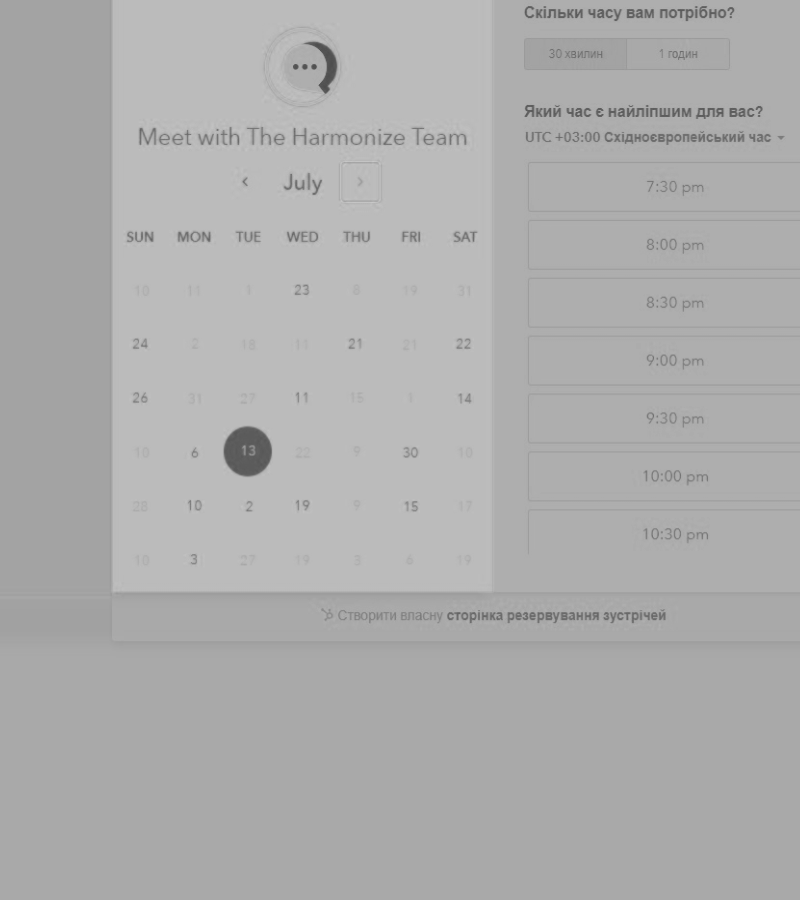 Meet with The Harmonize Team
July
SUN MON TUE WED THU FRI SAT
10 11 1 23 8 19 31
24 2 18 11 21 21 22
26 31 27 11 15 1 14
10 6 13 22 9 30 10
28 10 2 19 9 15 17
10 3 27 19 3 6 19
Скільки часу вам потрібно?
30 хвилин 1 годин
Який час є найліпшим для вас?
UTC +03:00 Східноєвропейський час
7:30 pm
8:00 pm
8:30 pm
9:00 pm
9:30 pm
10:00 pm
10:30 pm
Створити власну сторінка резервування зустрічей